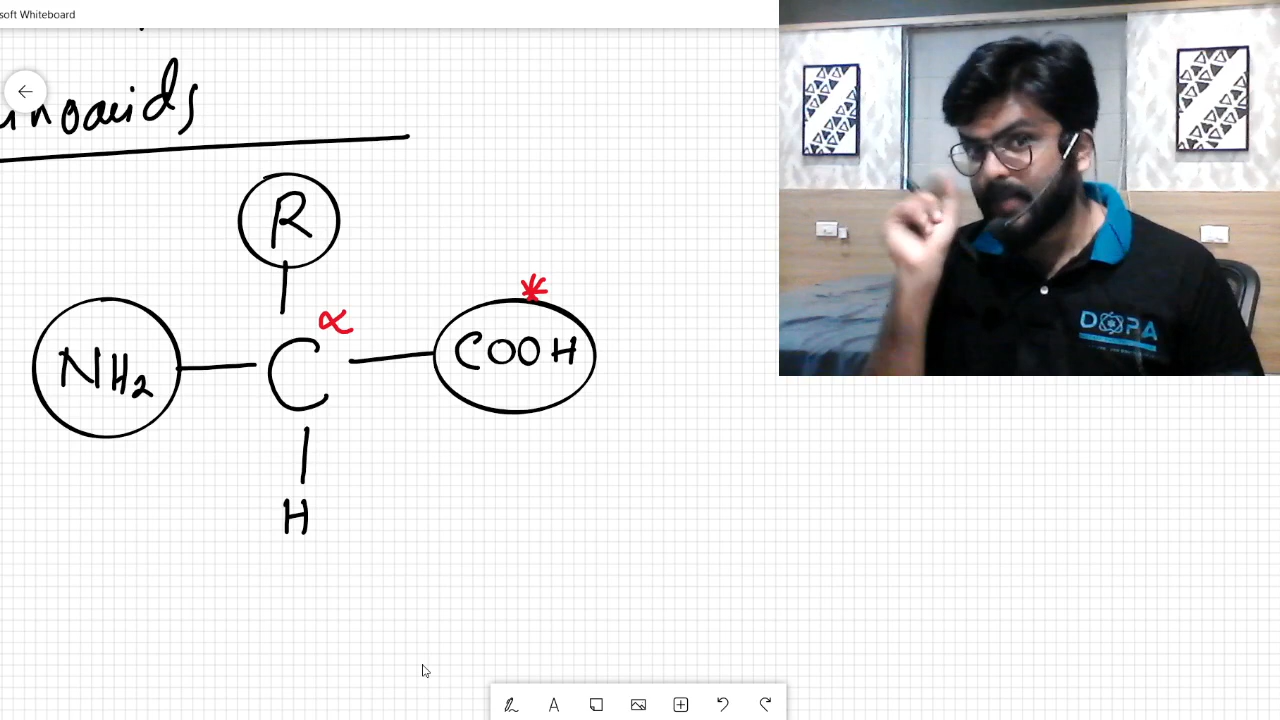 soft Whiteboard
inoacids
R
α
*
NH₂ — C — COOH
H
A
DOPA